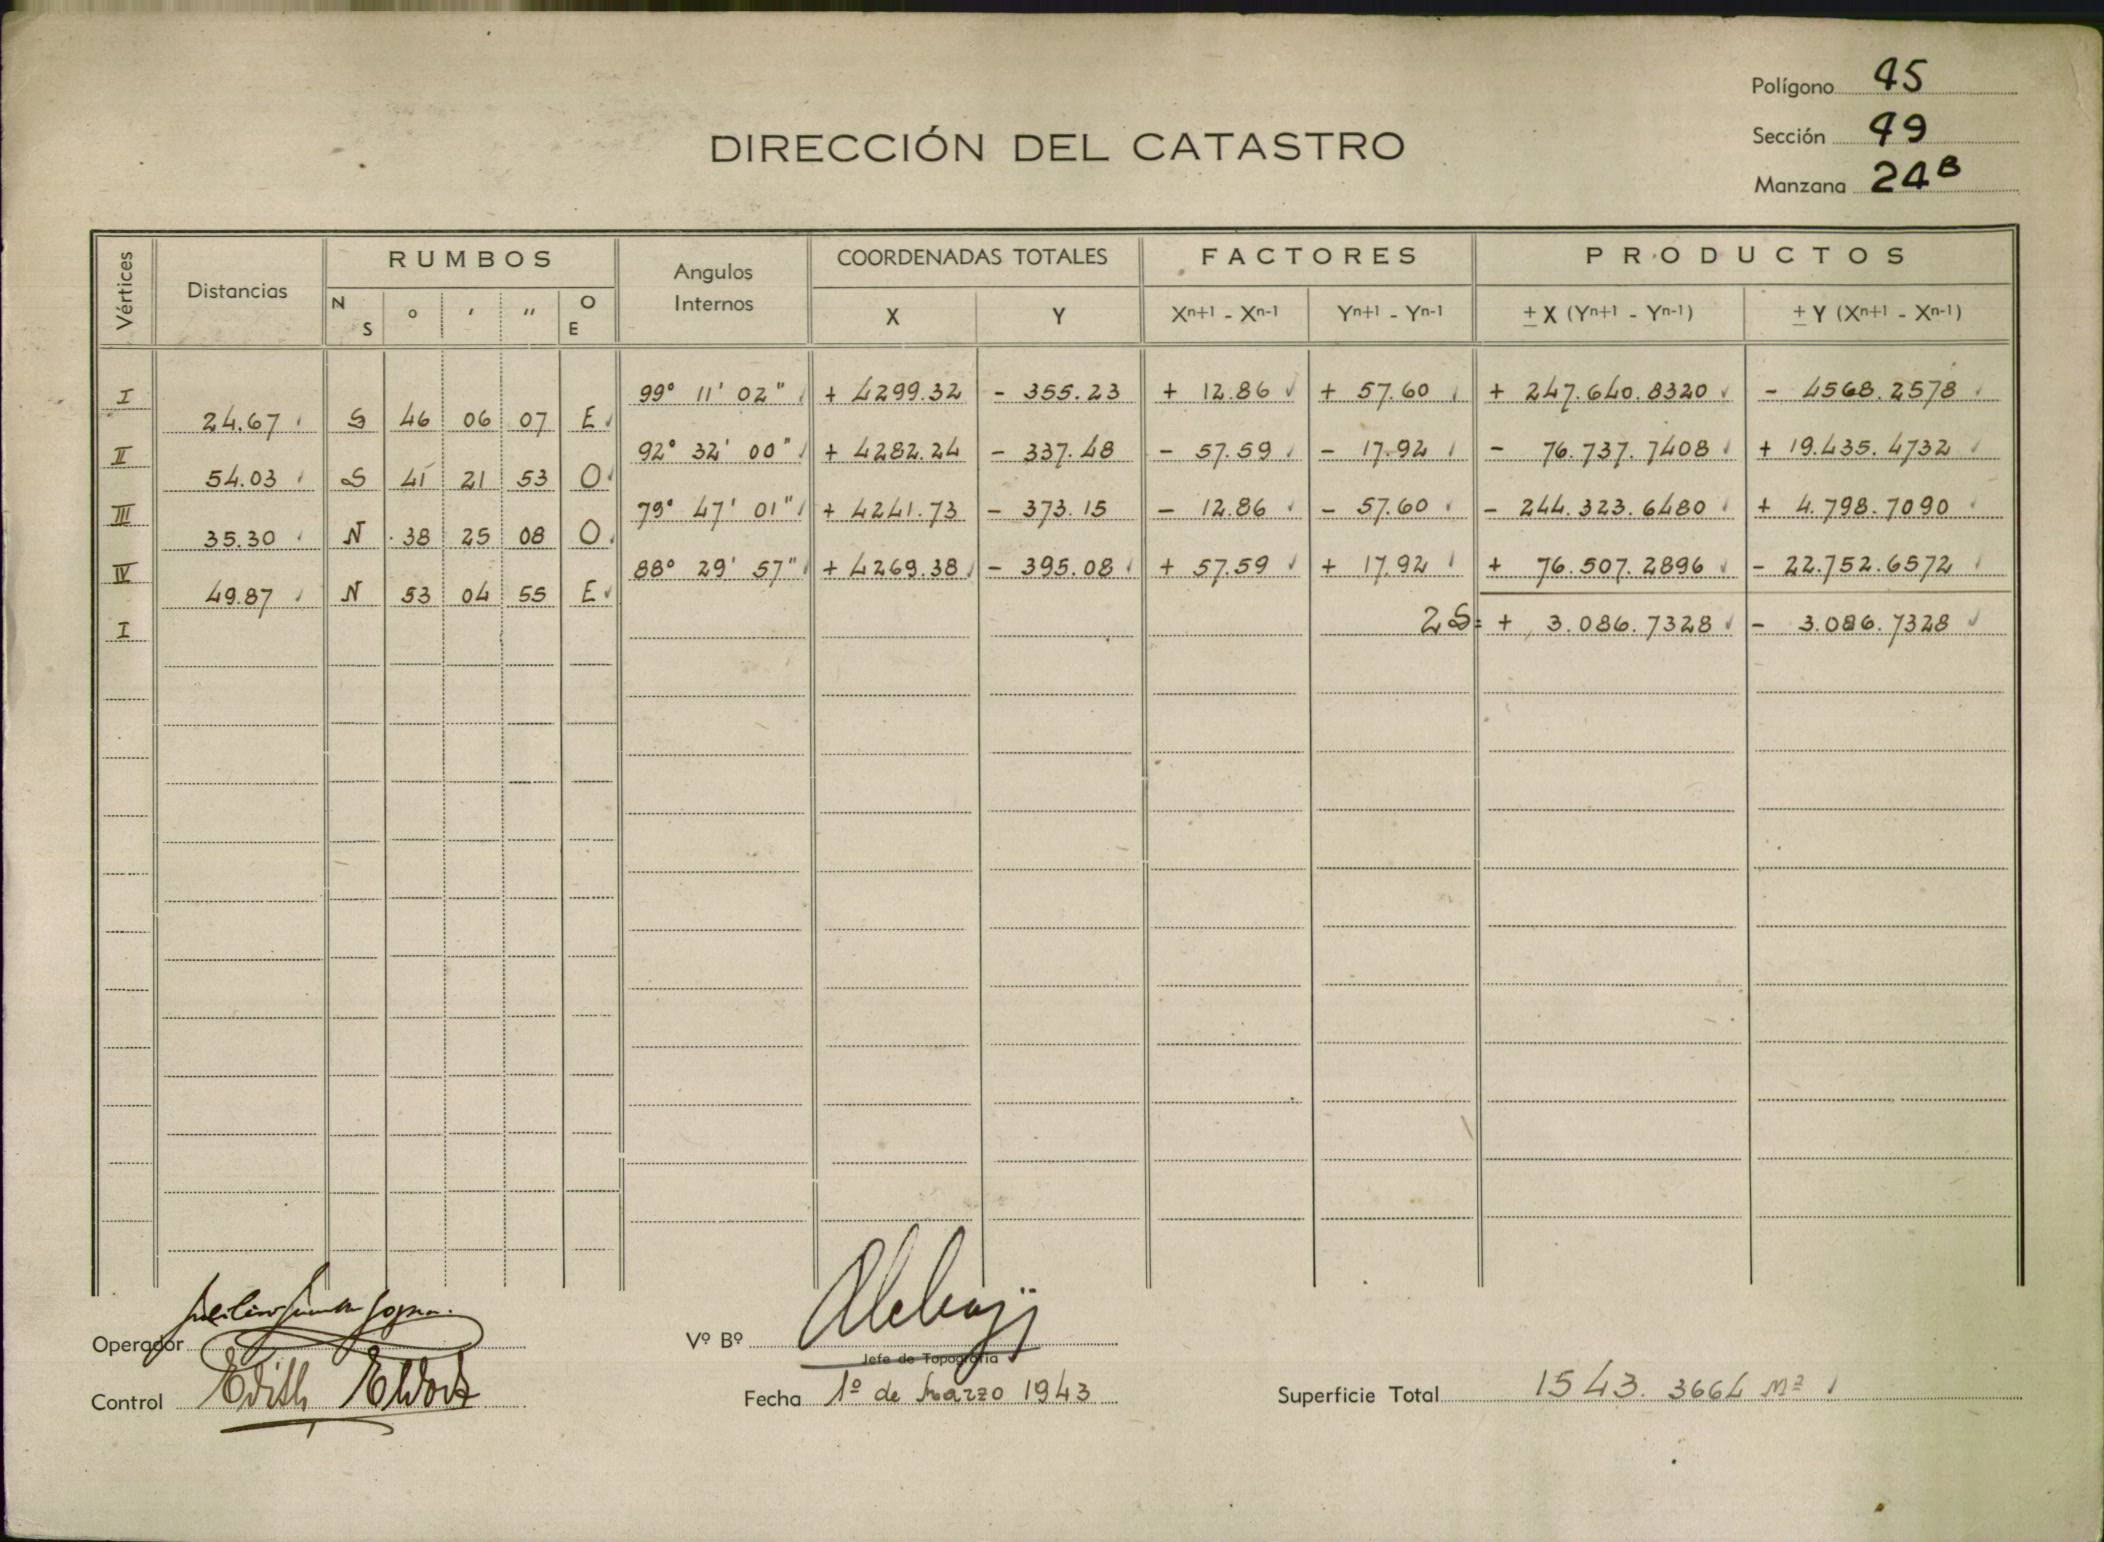 Polígono 45
DIRECCIÓN DEL CATASTRO
Sección 49
Manzana 24 B
Vértices Distancias RUMBOS Angulos Internos COORDENADAS TOTALES FACTORES PRODUCTOS
N S ° ' " O E X Y Xn+1 - Xn-1 Yn+1 - Yn-1 ± X (Yn+1 - Yn-1) ± Y (Xn+1 - Xn-1)
I 99° 11' 02" + 4299.32 - 355.23 + 12.86 + 57.60 + 247.640.8320 - 4568.2578
24.67 S 46 06 07 E
II 92° 32' 00" + 4282.24 - 337.48 - 57.59 - 17.92 - 76.737.7408 + 19.435.4732
54.03 S 41 21 53 O
III 79° 47' 01" + 4241.73 - 373.15 - 12.86 - 57.60 - 244.323.6480 + 4.798.7090
35.30 N 38 25 08 O
IV 88° 29' 57" + 4269.38 - 395.08 + 57.59 + 17.92 + 76.507.2896 - 22.752.6572
49.87 N 53 04 55 E
I 2S= + 3.086.7328 - 3.086.7328
Operador
Vº Bº
Jefe de Topografía
Control Edith
Fecha 1º de Marzo 1943
Superficie Total 1543.3664 M2